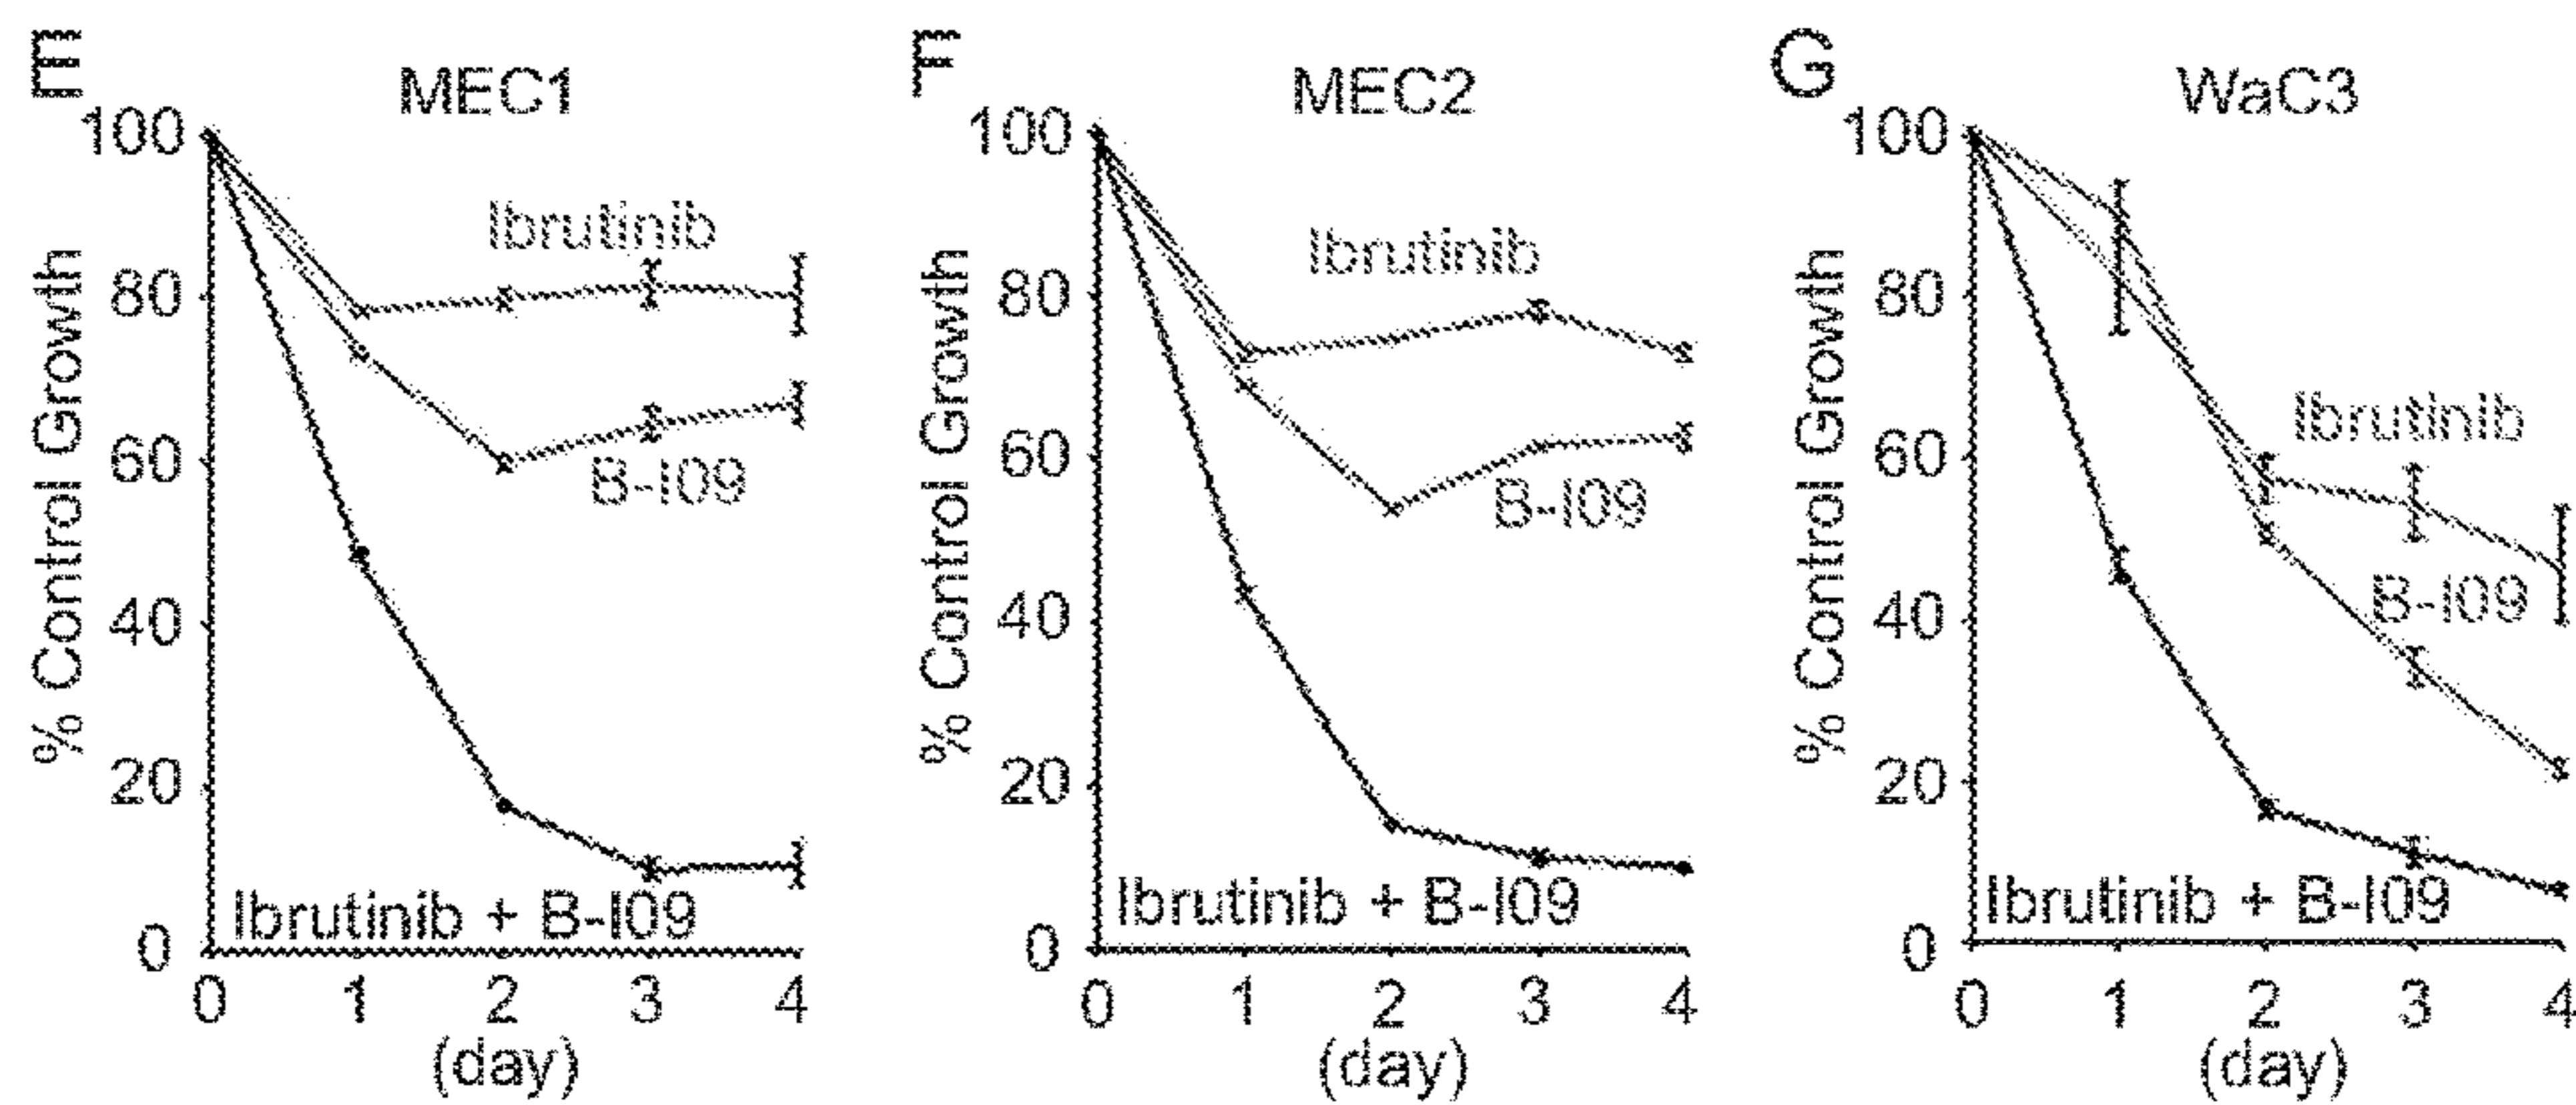 E
MEC1
% Control Growth
100
80
60
40
20
0
Ibrutinib
B-I09
Ibrutinib + B-I09
0 1 2 3 4
(day)
F
MEC2
% Control Growth
100
80
60
40
20
0
Ibrutinib
B-I09
Ibrutinib + B-I09
0 1 2 3 4
(day)
G
WaC3
% Control Growth
100
80
60
40
20
0
Ibrutinib
B-I09
Ibrutinib + B-I09
0 1 2 3 4
(day)